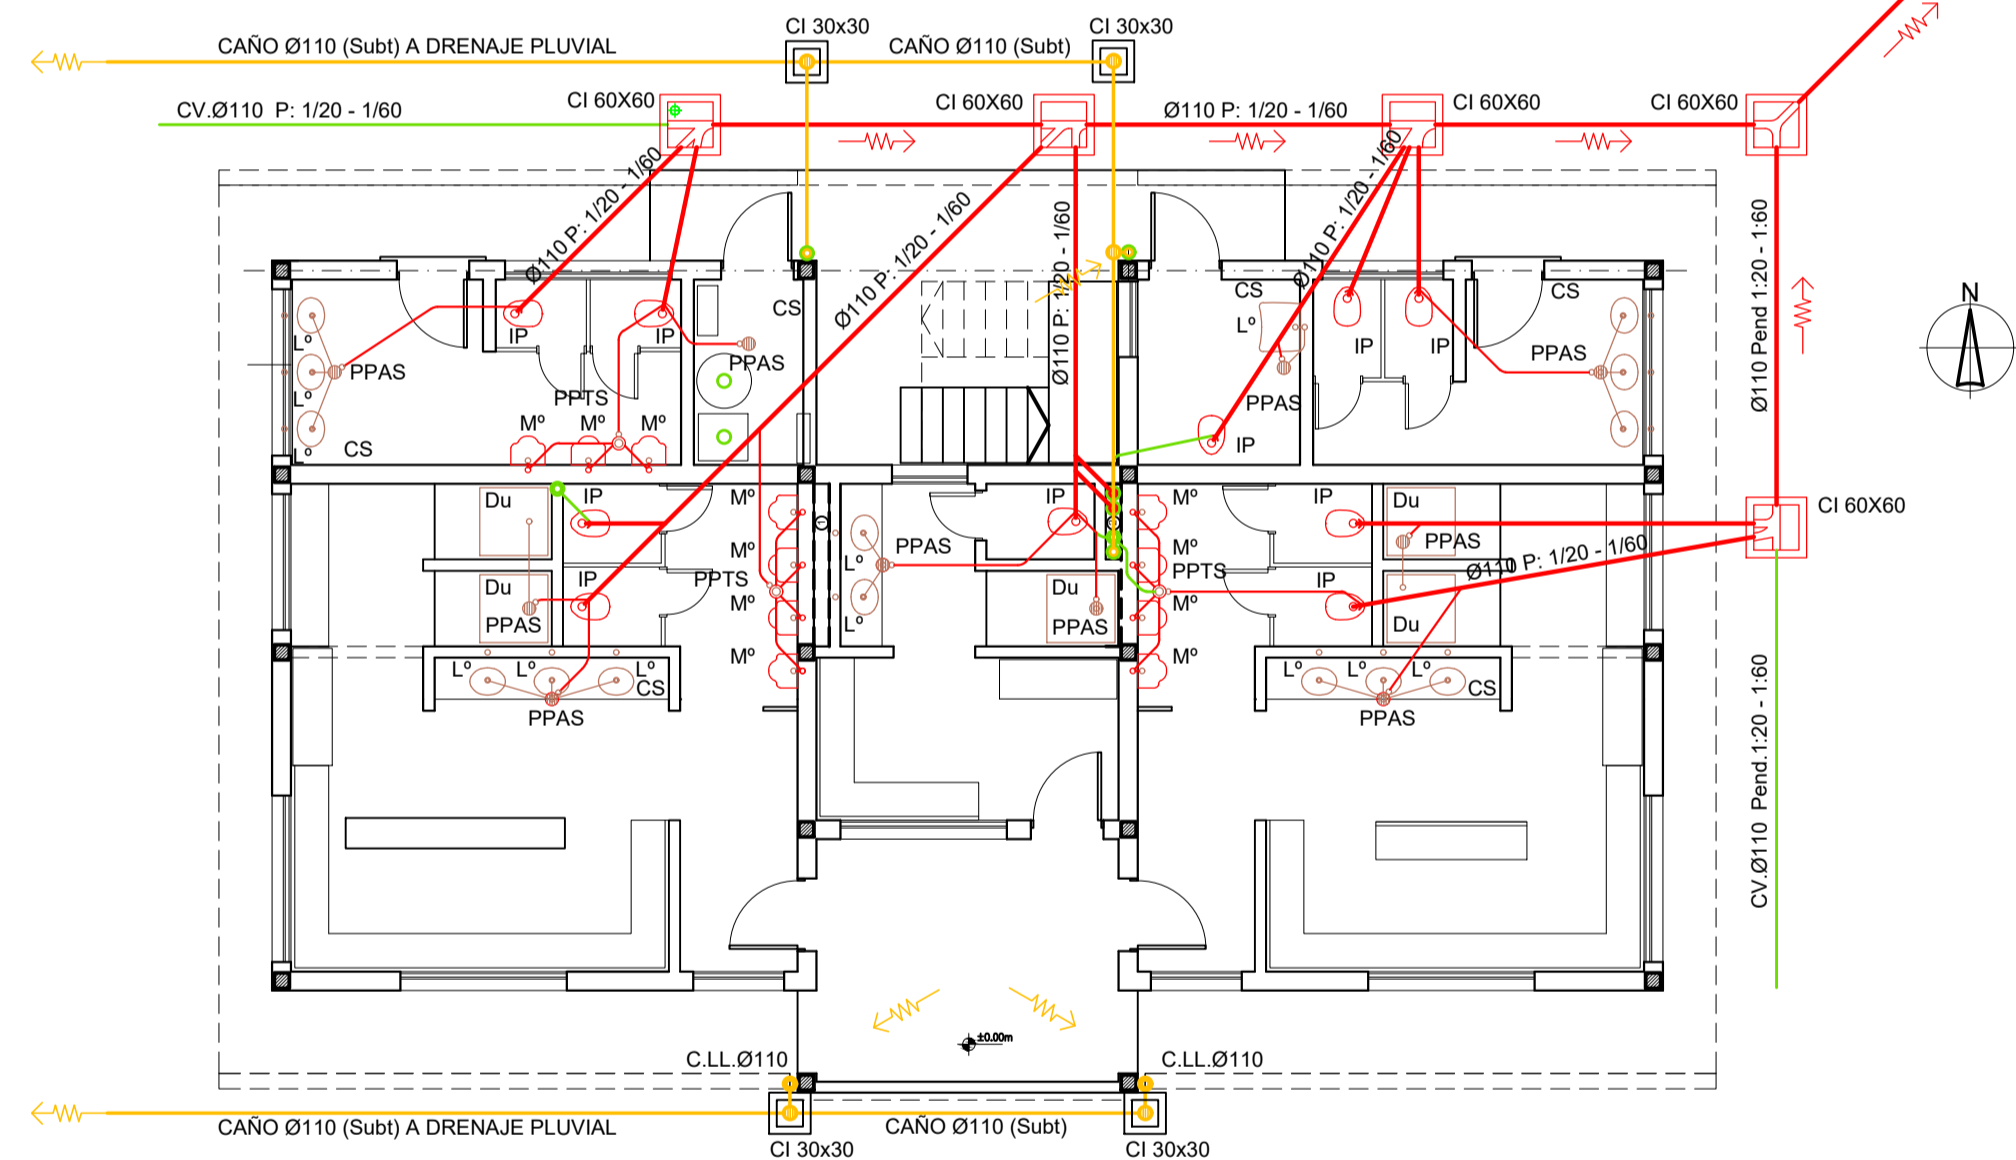 CI 30x30
CI 30x30
CAÑO Ø110 (Subt) A DRENAJE PLUVIAL
CAÑO Ø110 (Subt)
CV.Ø110 P: 1/20 - 1/60
CI 60X60
CI 60X60
Ø110 P: 1/20 - 1/60
CI 60X60
CI 60X60
Ø110 P: 1/20 - 1/60
Ø110 P: 1/20 - 1/60
Ø110 P: 1/20 - 1/60
Ø110 P: 1/20 - 1/60
Ø110 Pend 1:20 - 1:60
N
CS
CS
CS
Lº
IP
IP
PPAS
PPAS
Lº
IP
IP
PPAS
Lº
PPTS
PPAS
Mº
Mº
Mº
CS
Lº
IP
Du
IP
Mº
IP
Mº
IP
Du
CI 60X60
1
Mº
PPAS
Mº
PPAS
Lº
PPTS
PPTS
Ø110 P: 1/20 - 1/60
Du
IP
Mº
Du
Mº
IP
Du
PPAS
Lº
PPAS
Mº
Mº
Lº
Lº
Lº
CS
Lº
Lº
Lº
CS
PPAS
PPAS
CV.Ø110 Pend.1:20 - 1:60
±0.00m
C.LL.Ø110
C.LL.Ø110
CAÑO Ø110 (Subt) A DRENAJE PLUVIAL
CAÑO Ø110 (Subt)
CI 30x30
CI 30x30